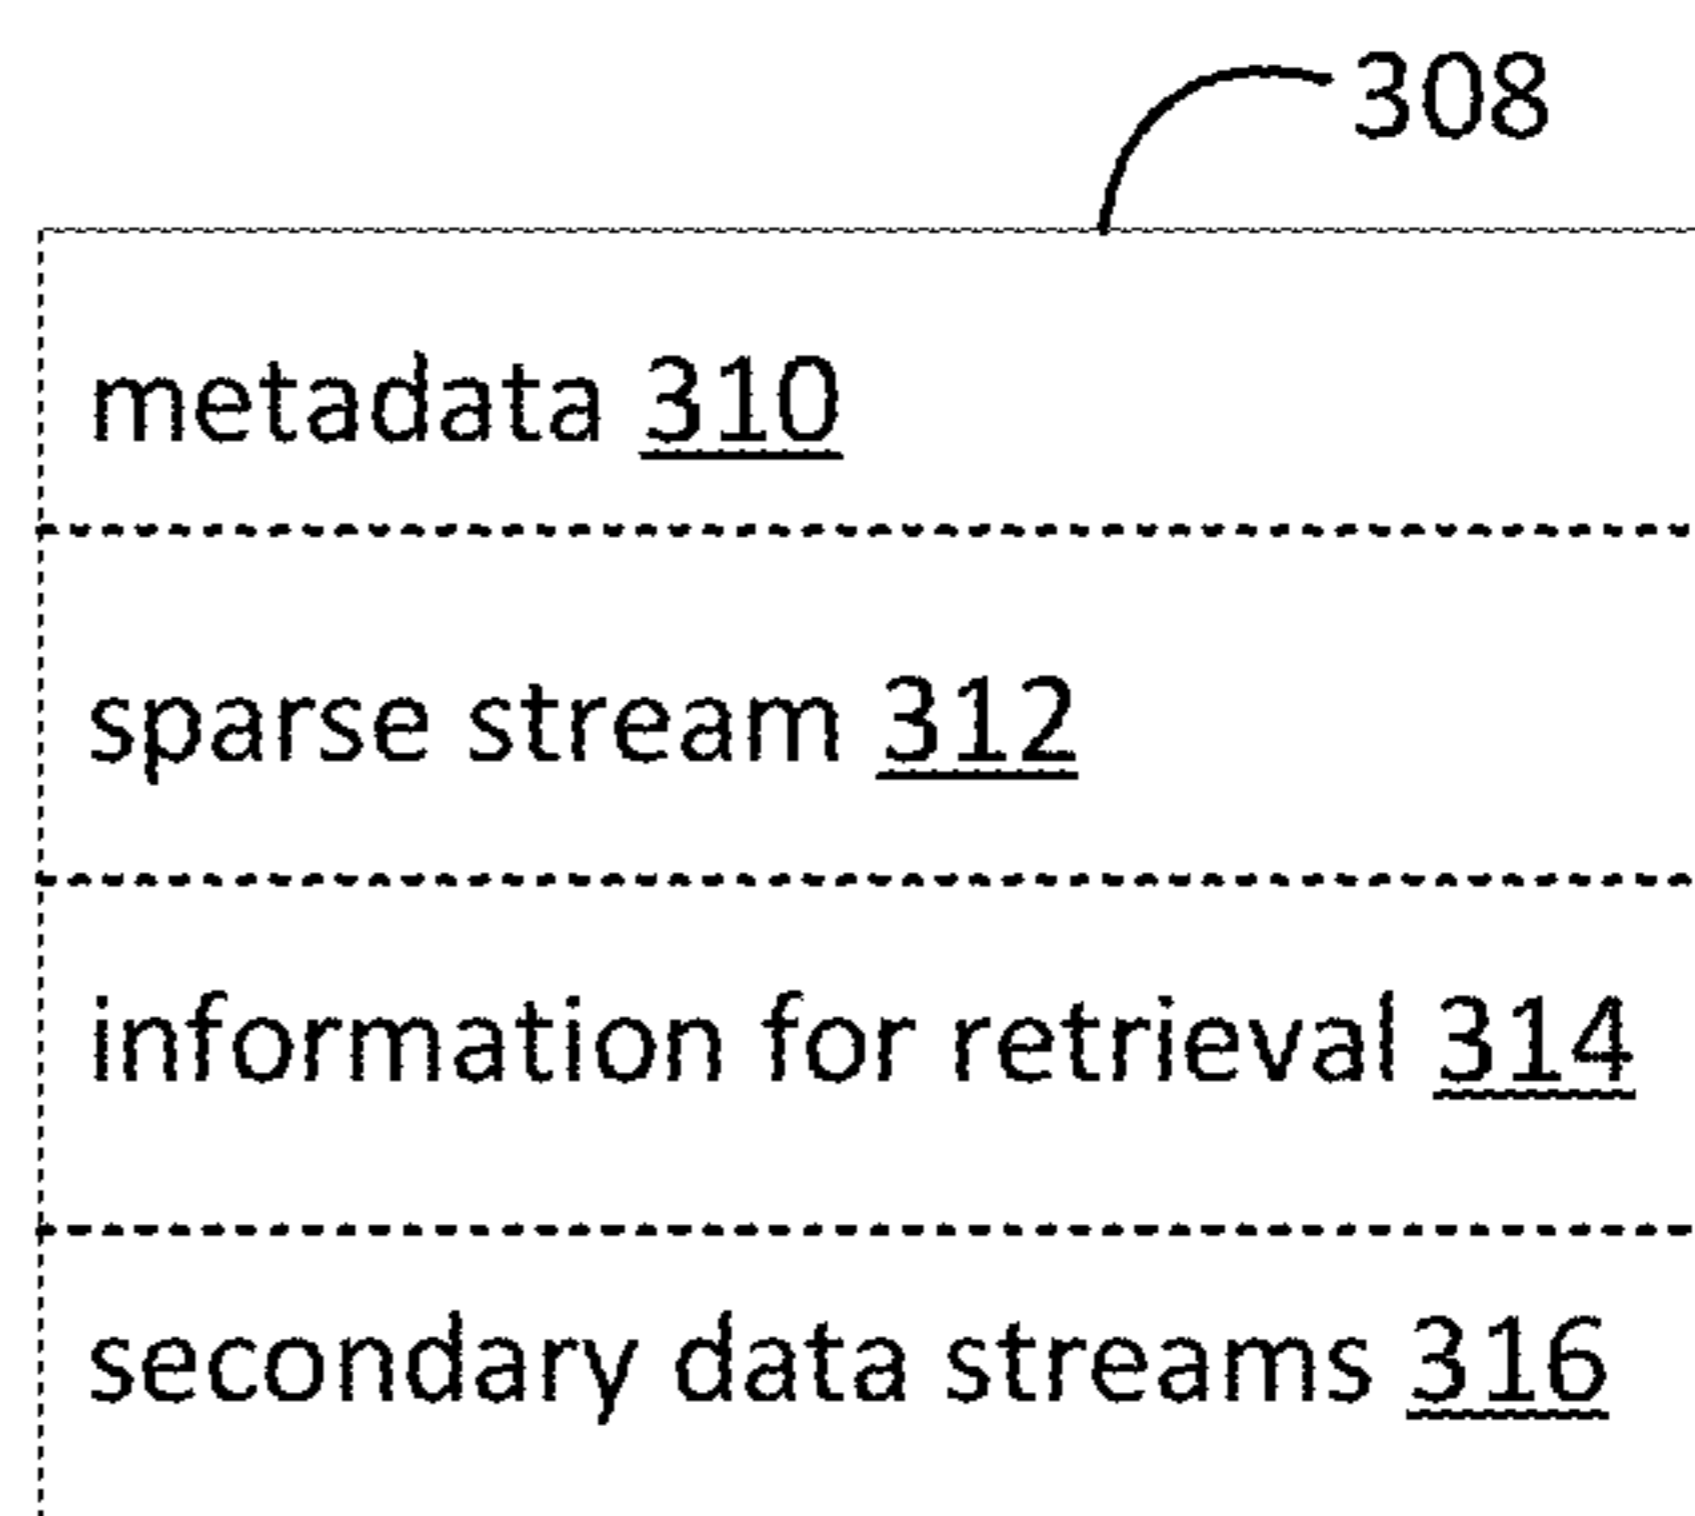 308
metadata 310
sparse stream 312
information for retrieval 314
secondary data streams 316